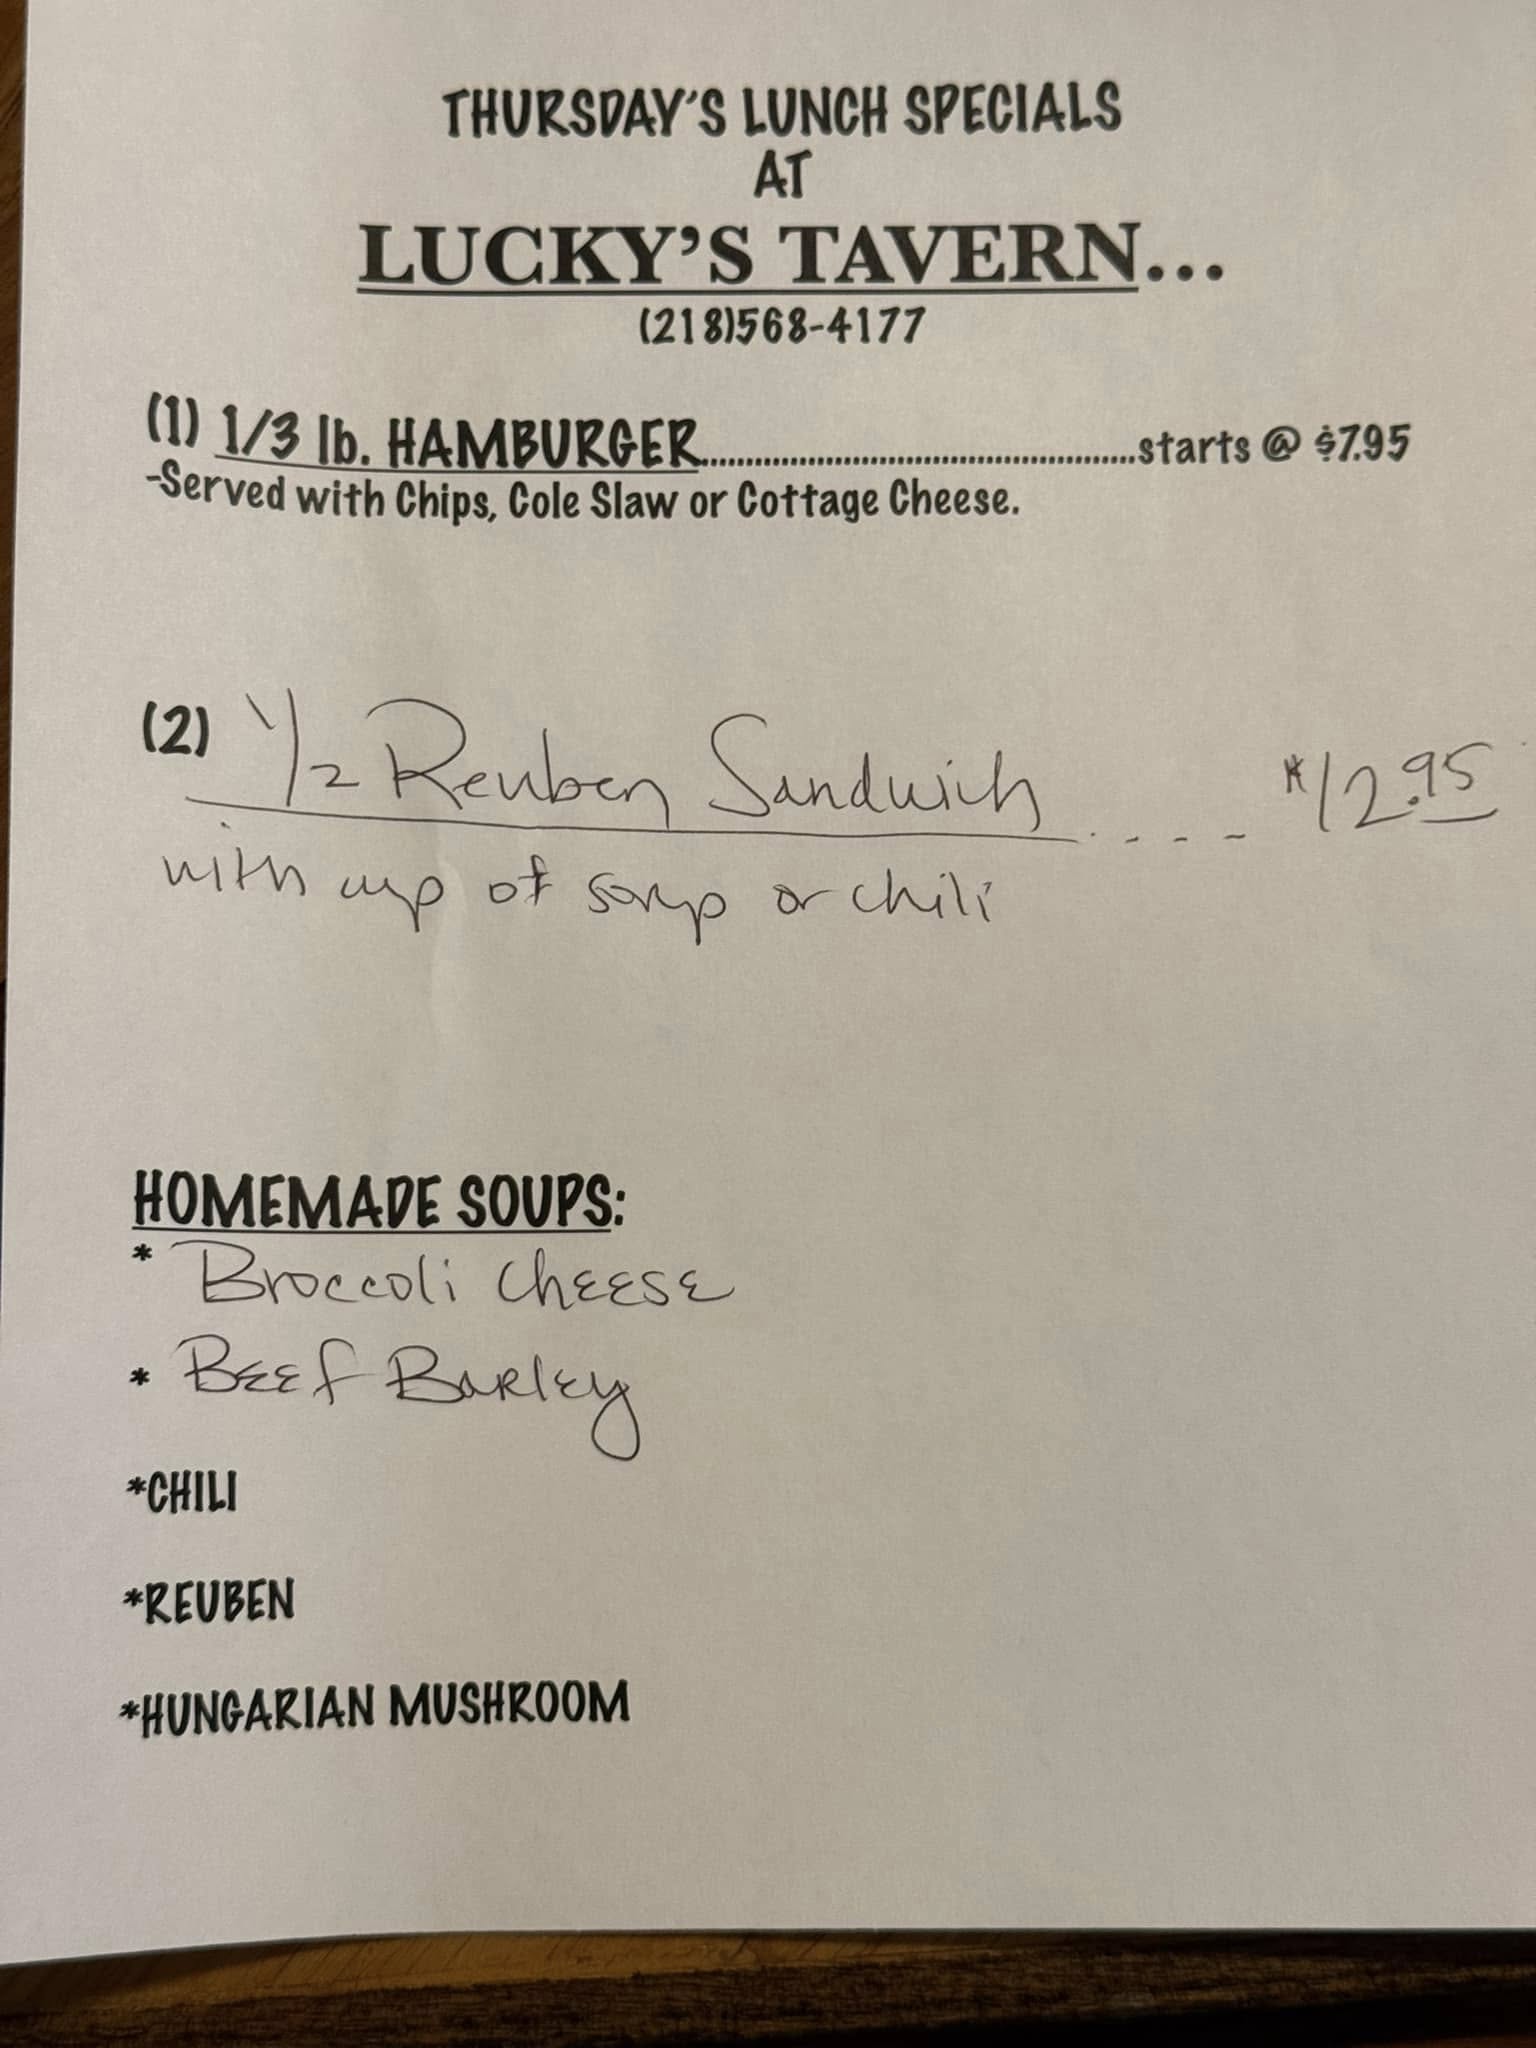 THURSDAY'S LUNCH SPECIALS
AT
LUCKY'S TAVERN...
(218)568-4177
(1) 1/3 lb. HAMBURGER..................................................starts @ $7.95
-Served with Chips, Cole Slaw or Cottage Cheese.
(2) 1/2 Reuben Sandwich . - - - $12.95
with cup of soup or chili
HOMEMADE SOUPS:
* Broccoli Cheese
* Beef Barley
*CHILI
*REUBEN
*HUNGARIAN MUSHROOM